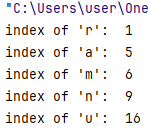 "C:\Users\user\One
index of 'r':  1
index of 'a':  5
index of 'm':  6
index of 'n':  9
index of 'u':  16